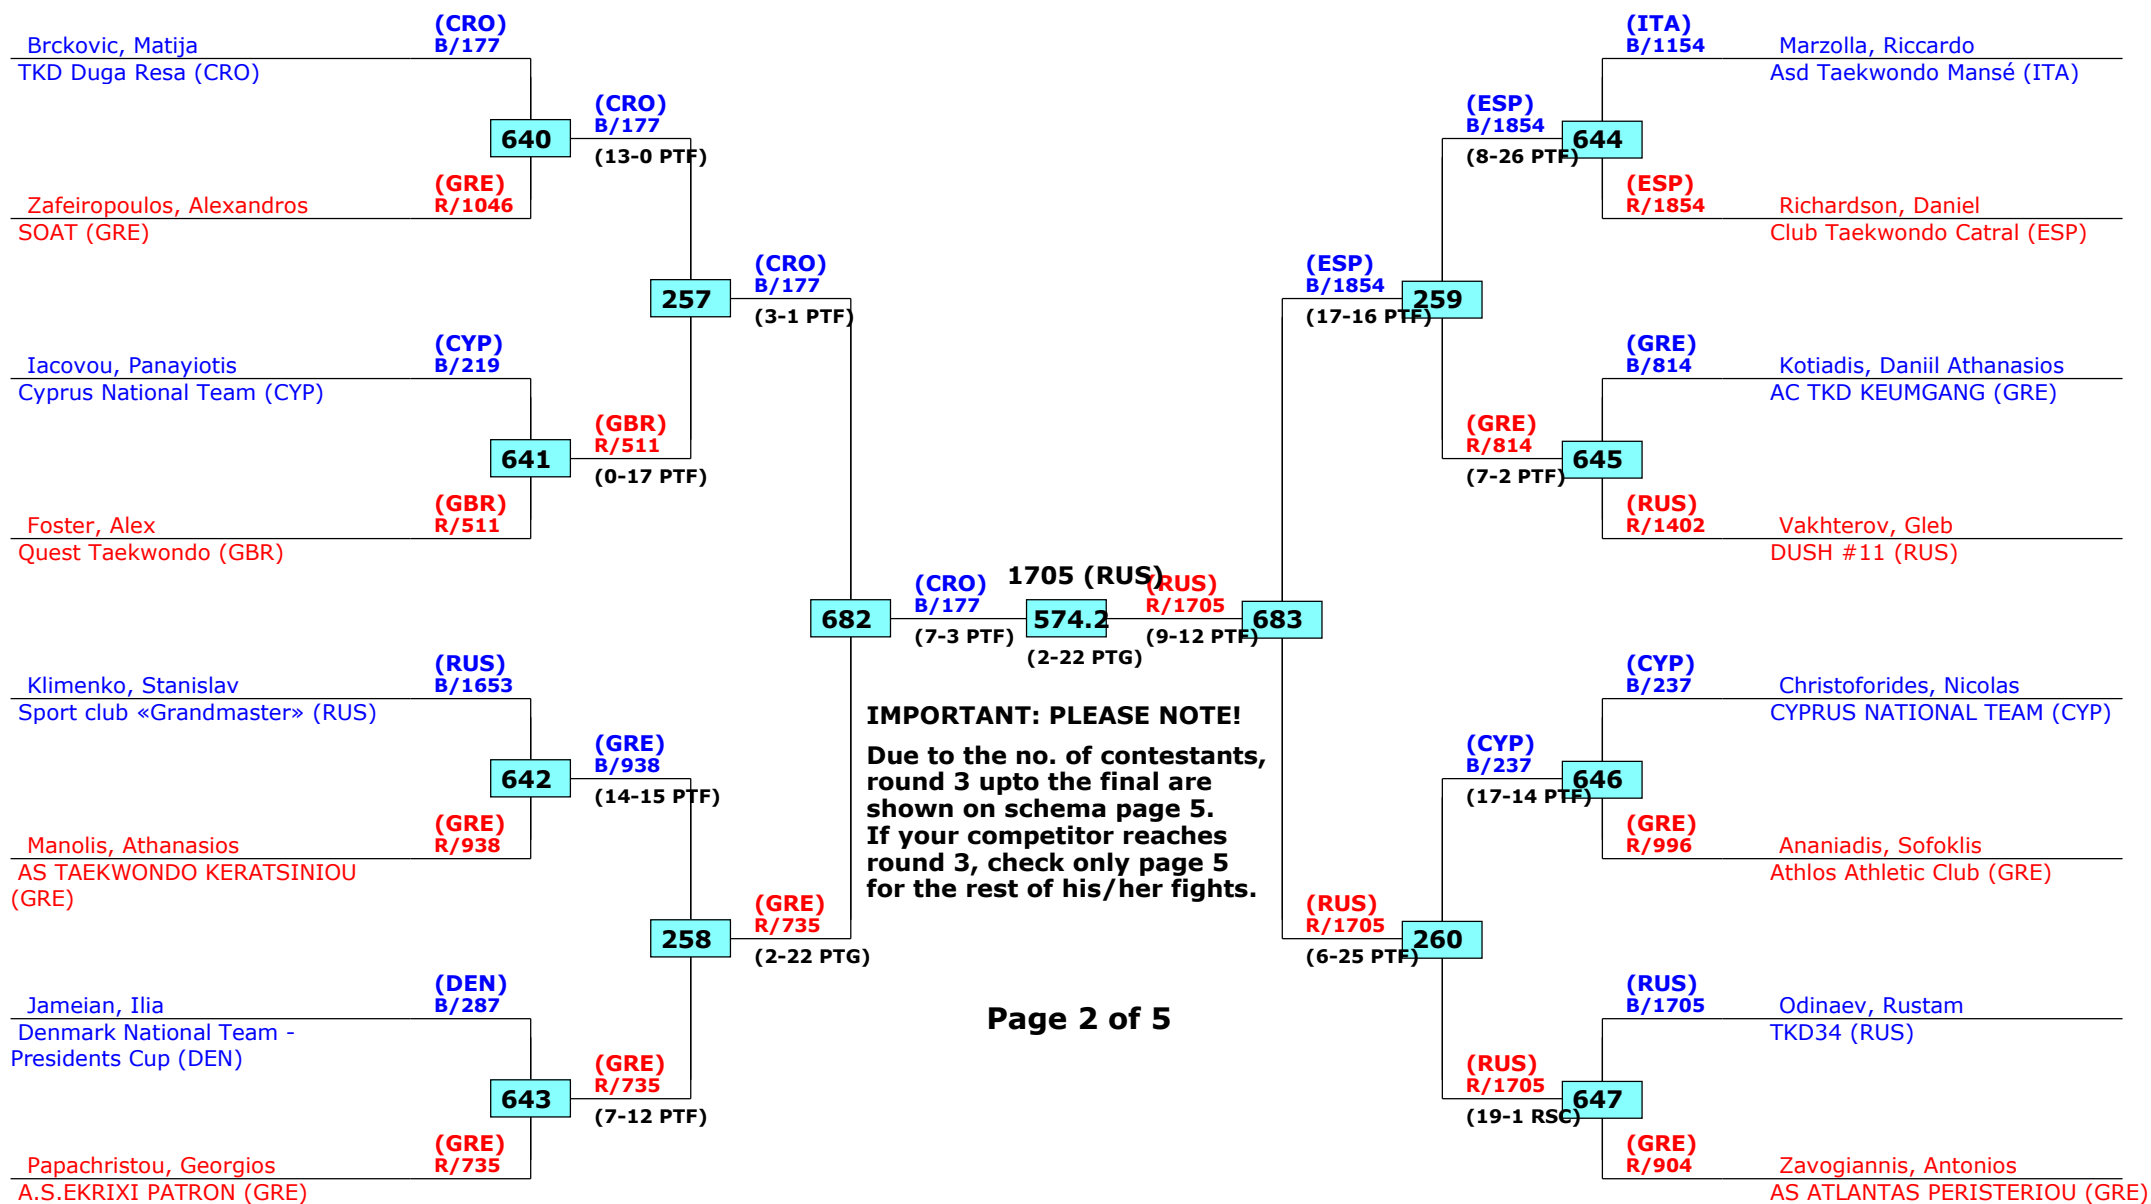 (CRO)
Brckovic, Matija B/177
TKD Duga Resa (CRO)
640
(CRO)
B/177
(13-0 PTF)
(GRE)
Zafeiropoulos, Alexandros R/1046
SOAT (GRE)
257
(CRO)
B/177
(3-1 PTF)
(CYP)
Iacovou, Panayiotis B/219
Cyprus National Team (CYP)
641
(GBR)
R/511
(0-17 PTF)
(GBR)
Foster, Alex R/511
Quest Taekwondo (GBR)
682
(CRO)
B/177
(7-3 PTF)
(RUS)
Klimenko, Stanislav B/1653
Sport club «Grandmaster» (RUS)
642
(GRE)
B/938
(14-15 PTF)
(GRE)
Manolis, Athanasios R/938
AS TAEKWONDO KERATSINIOU
(GRE)
258
(GRE)
R/735
(2-22 PTG)
(DEN)
Jameian, Ilia B/287
Denmark National Team -
Presidents Cup (DEN)
643
(GRE)
R/735
(7-12 PTF)
(GRE)
Papachristou, Georgios R/735
A.S.EKRIXI PATRON (GRE)
1705 (RUS)
574.2
(2-22 PTG)
IMPORTANT: PLEASE NOTE!
Due to the no. of contestants,
round 3 upto the final are
shown on schema page 5.
If your competitor reaches
round 3, check only page 5
for the rest of his/her fights.
Page 2 of 5
(RUS)
R/1705
(9-12 PTF)
683
(ESP)
B/1854
(17-16 PTF)
259
(ESP)
B/1854
(8-26 PTF)
644
(ITA)
B/1154 Marzolla, Riccardo
Asd Taekwondo Mansé (ITA)
(ESP)
R/1854 Richardson, Daniel
Club Taekwondo Catral (ESP)
(GRE)
R/814
(7-2 PTF)
645
(GRE)
B/814 Kotiadis, Daniil Athanasios
AC TKD KEUMGANG (GRE)
(RUS)
R/1402 Vakhterov, Gleb
DUSH #11 (RUS)
(RUS)
R/1705
(6-25 PTF)
260
(CYP)
B/237
(17-14 PTF)
646
(CYP)
B/237 Christoforides, Nicolas
CYPRUS NATIONAL TEAM (CYP)
(GRE)
R/996 Ananiadis, Sofoklis
Athlos Athletic Club (GRE)
(RUS)
R/1705
(19-1 RSC)
647
(RUS)
B/1705 Odinaev, Rustam
TKD34 (RUS)
(GRE)
R/904 Zavogiannis, Antonios
AS ATLANTAS PERISTERIOU (GRE)